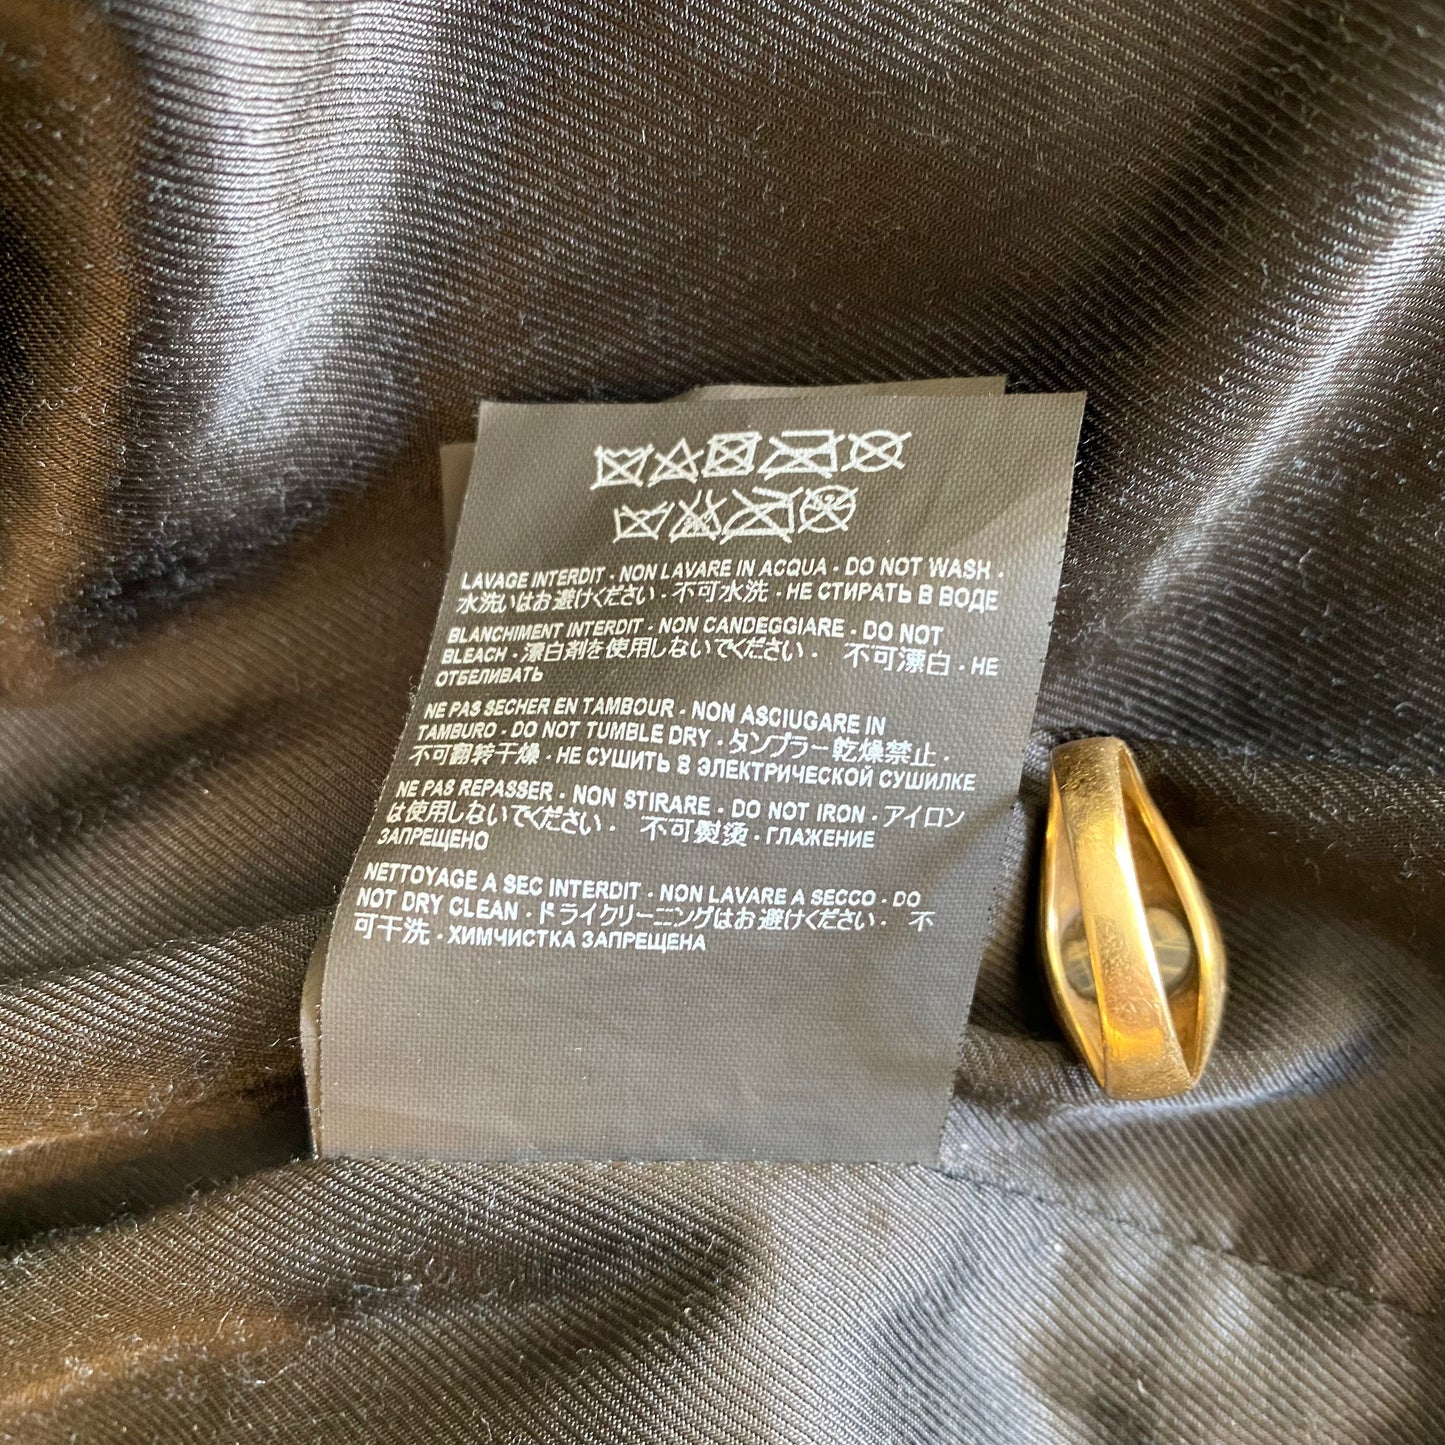 LAVAGE INTERDIT - NON LAVARE IN ACQUA - DO NOT WASH -
水洗いはお避けください - 不可水洗 - НЕ СТИРАТЬ В ВОДЕ
BLANCHIMENT INTERDIT - NON CANDEGGIARE - DO NOT
BLEACH -漂白剤を使用しないでください - 不可漂白 - НЕ
ОТБЕЛИВАТЬ
NE PAS SECHER EN TAMBOUR - NON ASCIUGARE IN
TAMBURO - DO NOT TUMBLE DRY - タンブラー乾燥禁止 -
不可翻转干燥 - НЕ СУШИТЬ В ЭЛЕКТРИЧЕСКОЙ СУШИЛКЕ
NE PAS REPASSER - NON STIRARE - DO NOT IRON - アイロン
は使用しないでください - 不可熨烫 - ГЛАЖЕНИЕ
ЗАПРЕЩЕНО
NETTOYAGE A SEC INTERDIT - NON LAVARE A SECCO - DO
NOT DRY CLEAN - ドライクリーニングはお避けください - 不
可干洗 - ХИМЧИСТКА ЗАПРЕЩЕНА